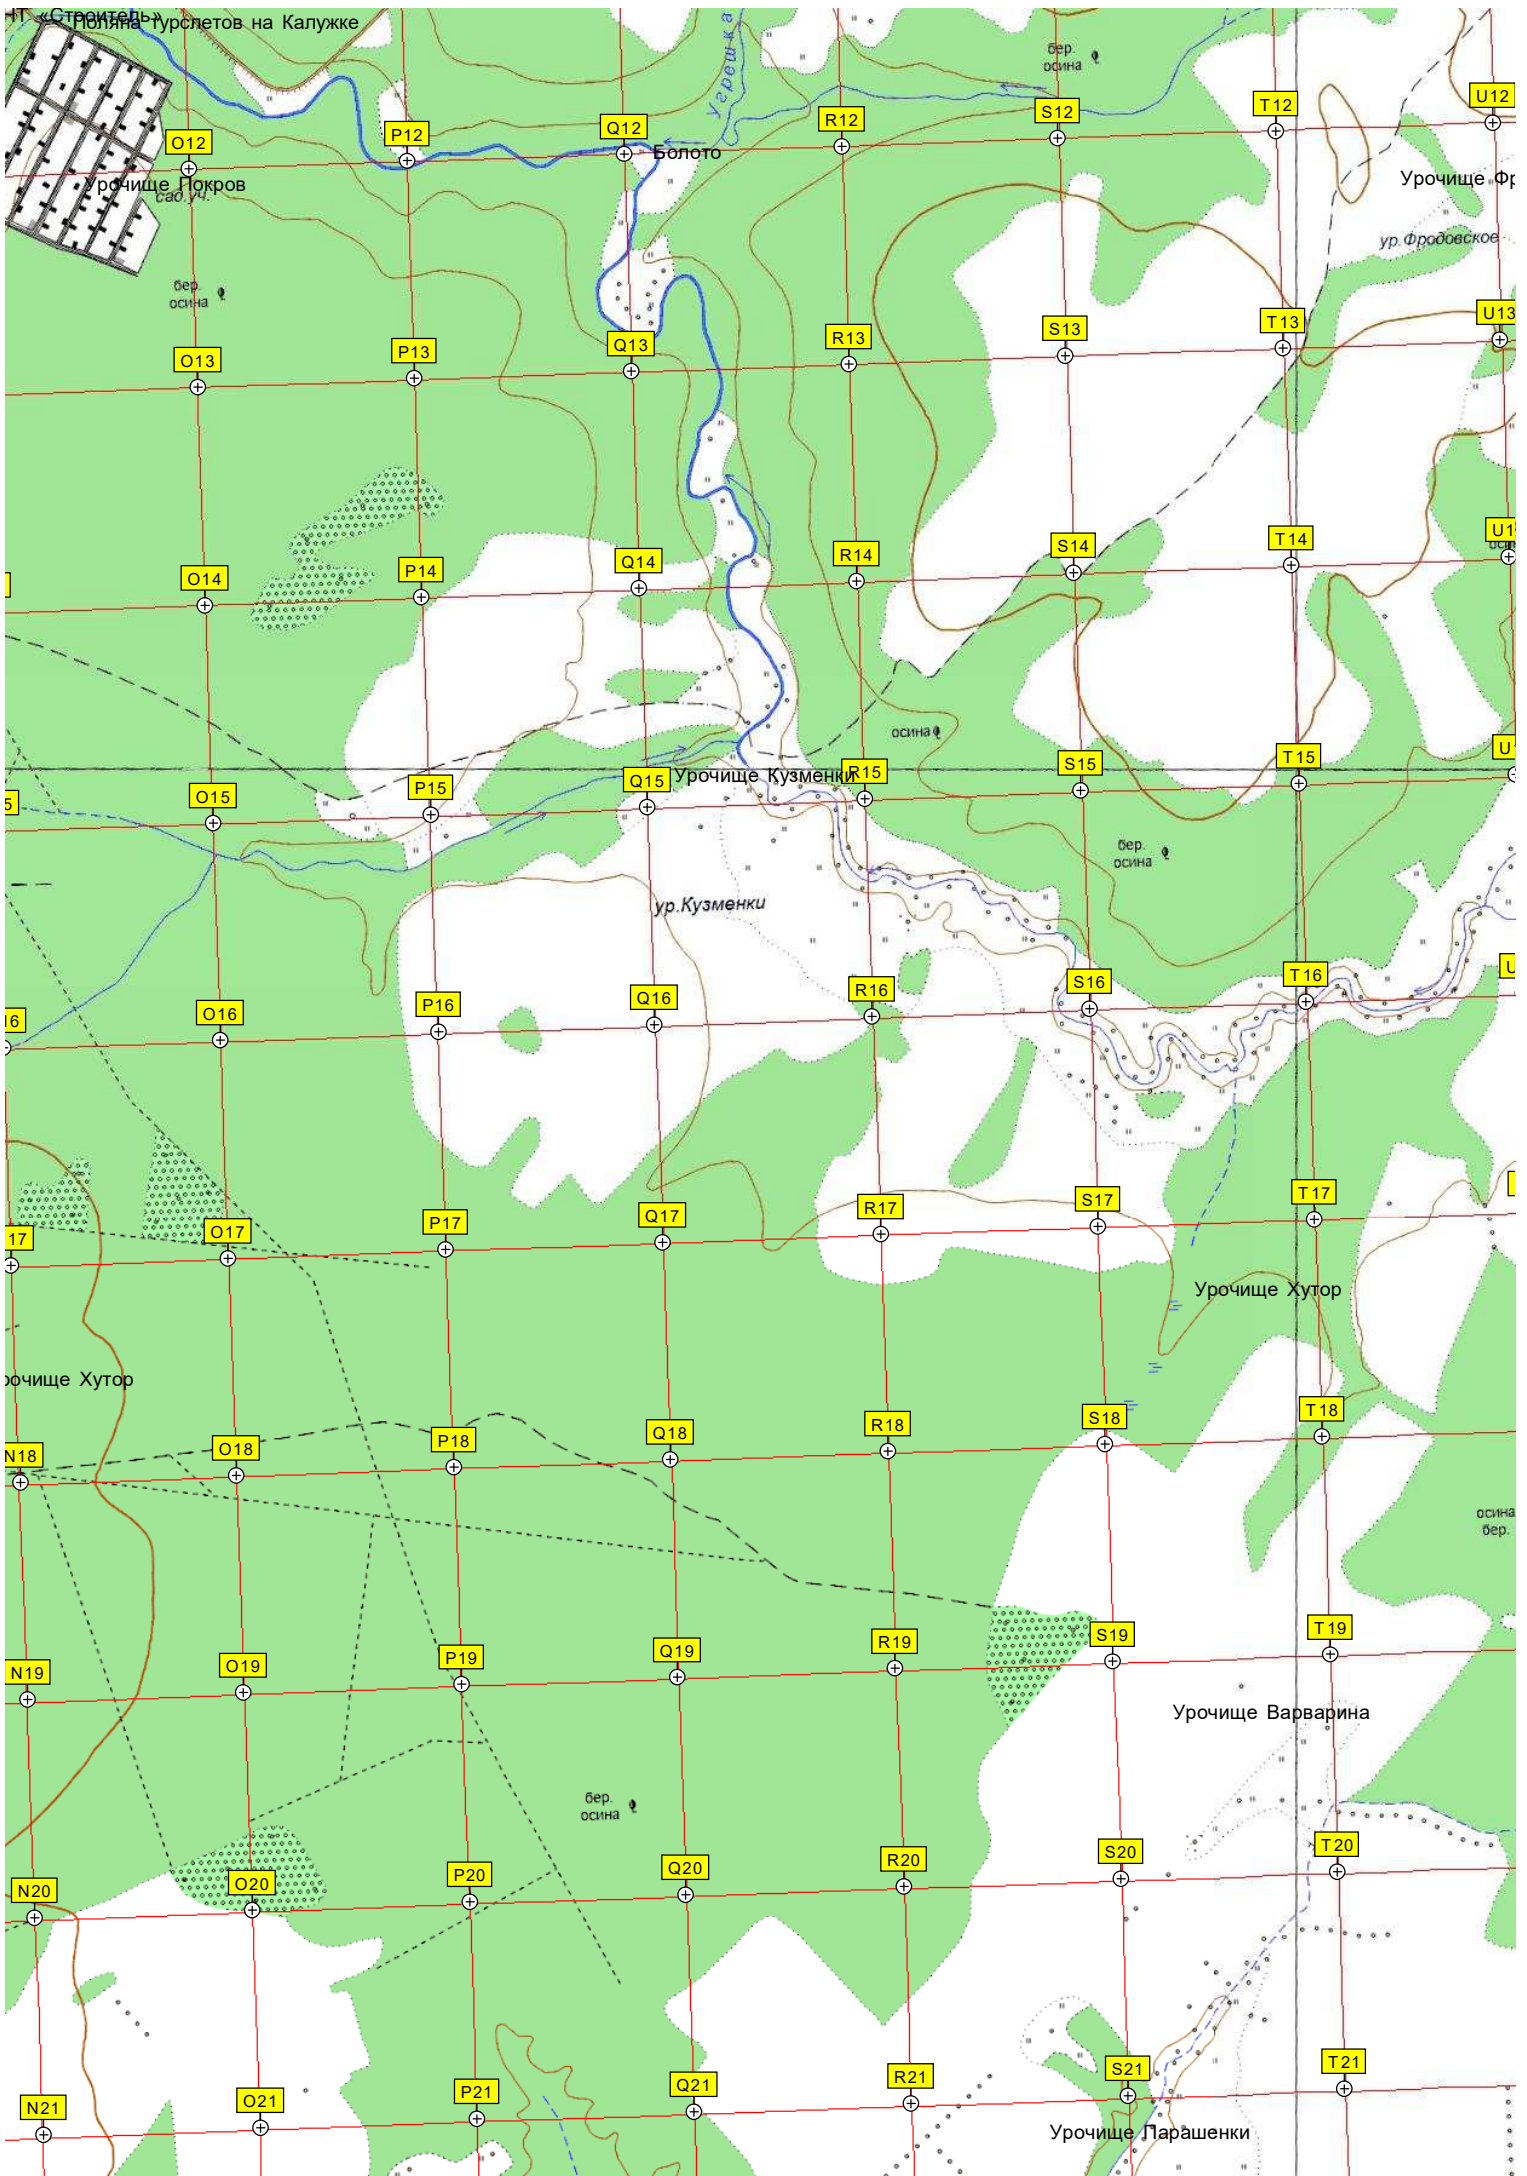 НТ «Строитель»
Поляна турслетов на Калужке
Угрешка
бер.
осина
O12
P12
Q12
R12
S12
T12
U12
Болото
Урочище Покров
сад.уч.
ур.Фродовское
бер.
осина
O13
P13
Q13
R13
S13
T13
U13
O14
P14
Q14
R14
S14
T14
осина
Урочище Кузменки
O15
P15
Q15
R15
S15
T15
бер.
осина
ур.Кузменки
O16
P16
Q16
R16
S16
T16
17
O17
P17
Q17
R17
S17
T17
Урочище Хутор
Урочище Хутор
N18
O18
P18
Q18
R18
S18
T18
осина
бер.
N19
O19
P19
Q19
R19
S19
T19
Урочище Варварина
бер.
осина
N20
O20
P20
Q20
R20
S20
T20
N21
O21
P21
Q21
R21
S21
T21
Урочище Парашенки